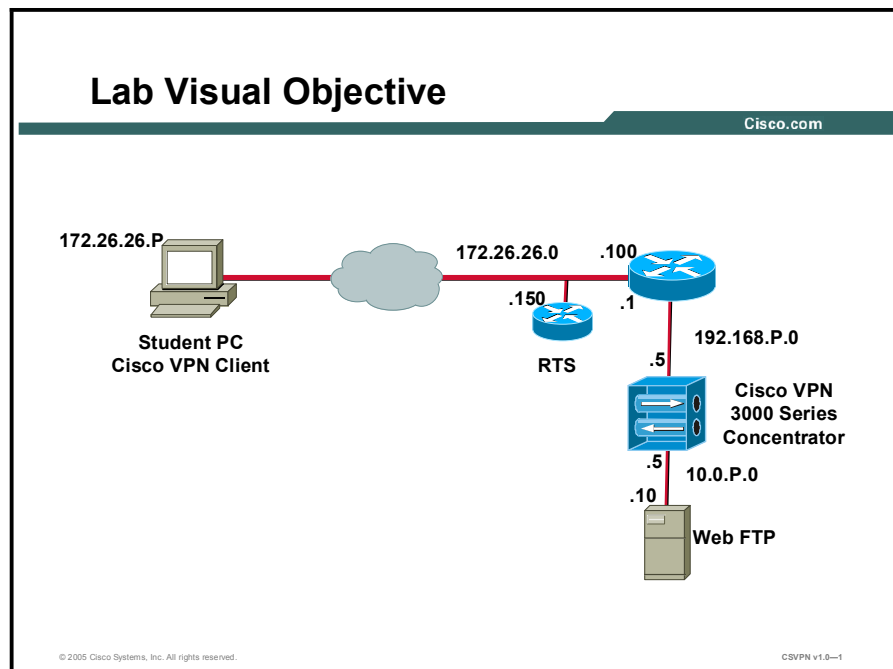 Lab Visual Objective
Cisco.com
172.26.26.P
172.26.26.0
.100
.150
.1
Student PC
Cisco VPN Client
RTS
192.168.P.0
.5
Cisco VPN
3000 Series
Concentrator
.5
10.0.P.0
.10
Web FTP
© 2005 Cisco Systems, Inc. All rights reserved.
CSVPN v1.0—1